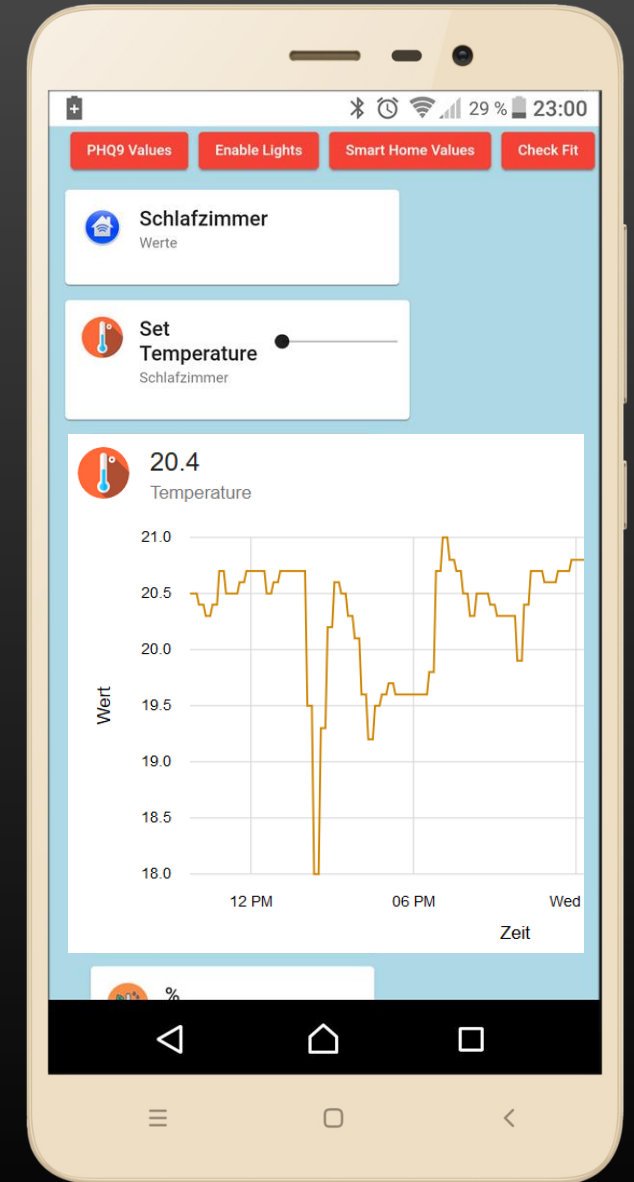 29 % 23:00
PHQ9 Values Enable Lights Smart Home Values Check Fit
Schlafzimmer
Werte
Set
Temperature
Schlafzimmer
20.4
Temperature
21.0
20.5
20.0
19.5
19.0
18.5
18.0
Wert
12 PM 06 PM Wed
Zeit
%